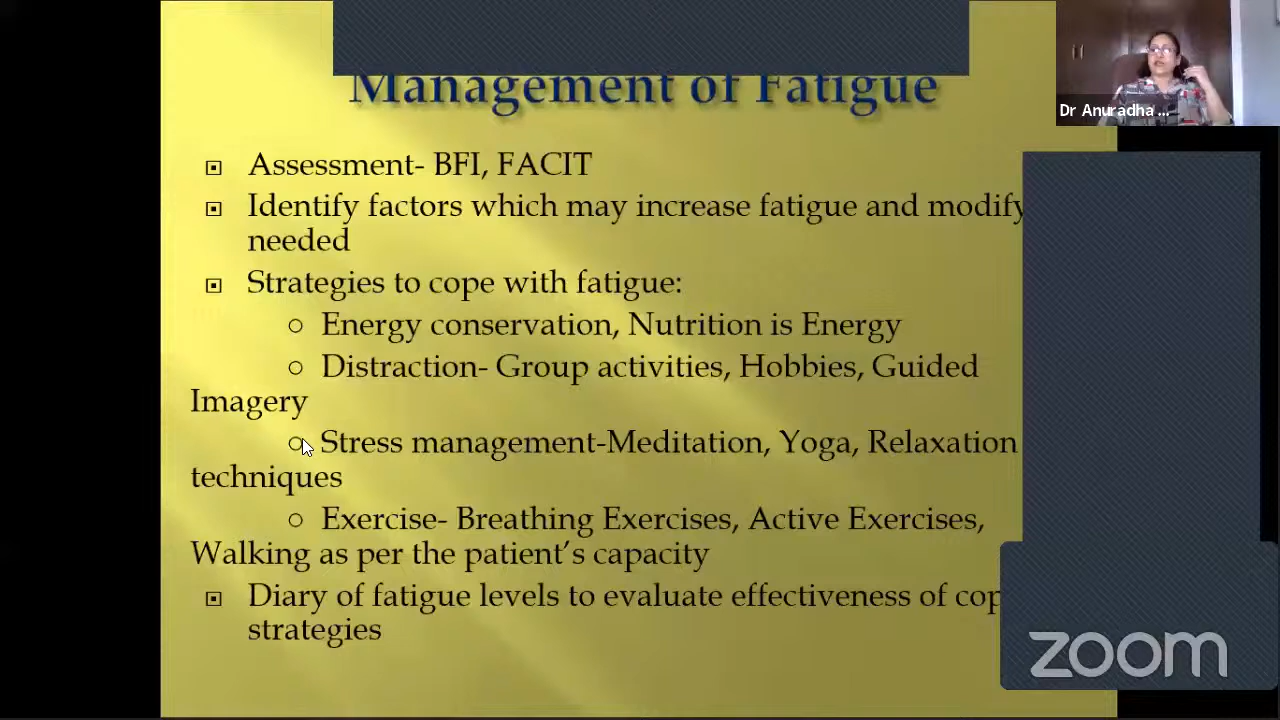 Management of Fatigue
Dr Anuradha ...
Assessment- BFI, FACIT
Identify factors which may increase fatigue and modify
needed
Strategies to cope with fatigue:
Energy conservation, Nutrition is Energy
Distraction- Group activities, Hobbies, Guided
Imagery
Stress management-Meditation, Yoga, Relaxation
techniques
Exercise- Breathing Exercises, Active Exercises,
Walking as per the patient's capacity
Diary of fatigue levels to evaluate effectiveness of cop
strategies
zoom